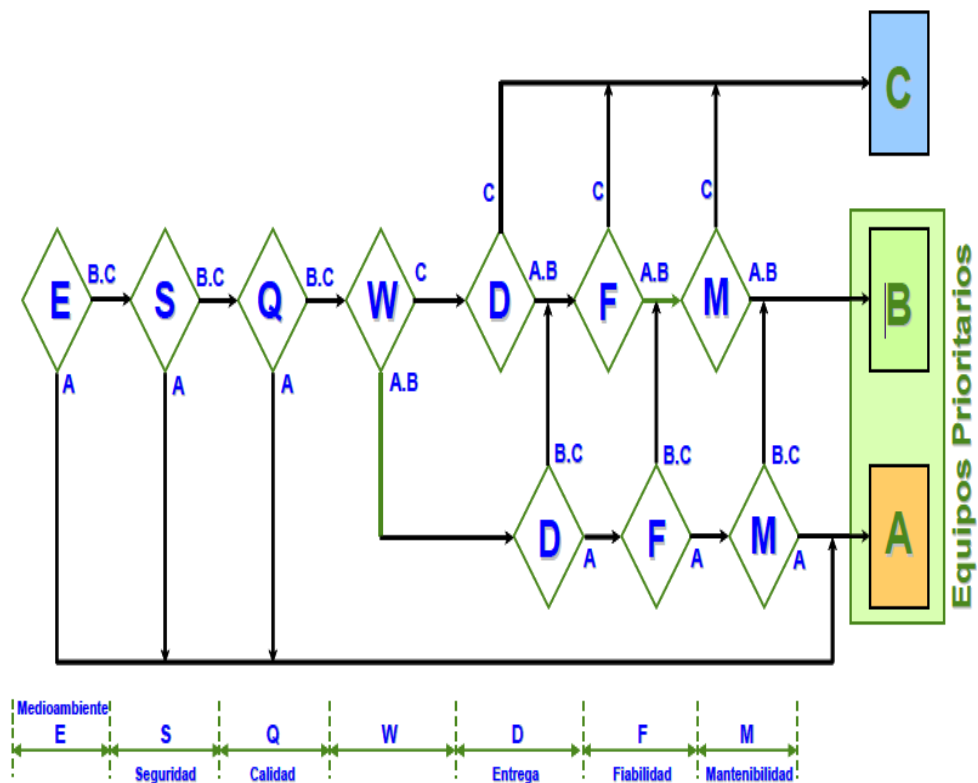 C
C
C
C
B.C
B.C
B.C
C
A.B
A.B
A.B
E
S
Q
W
D
F
M
B
A
A
A
A.B
B.C
B.C
B.C
D
F
M
A
A
A
A
Equipos Prioritarios
Medioambiente
E
S
Q
W
D
F
M
Seguridad
Calidad
Entrega
Fiabilidad
Mantenibilidad